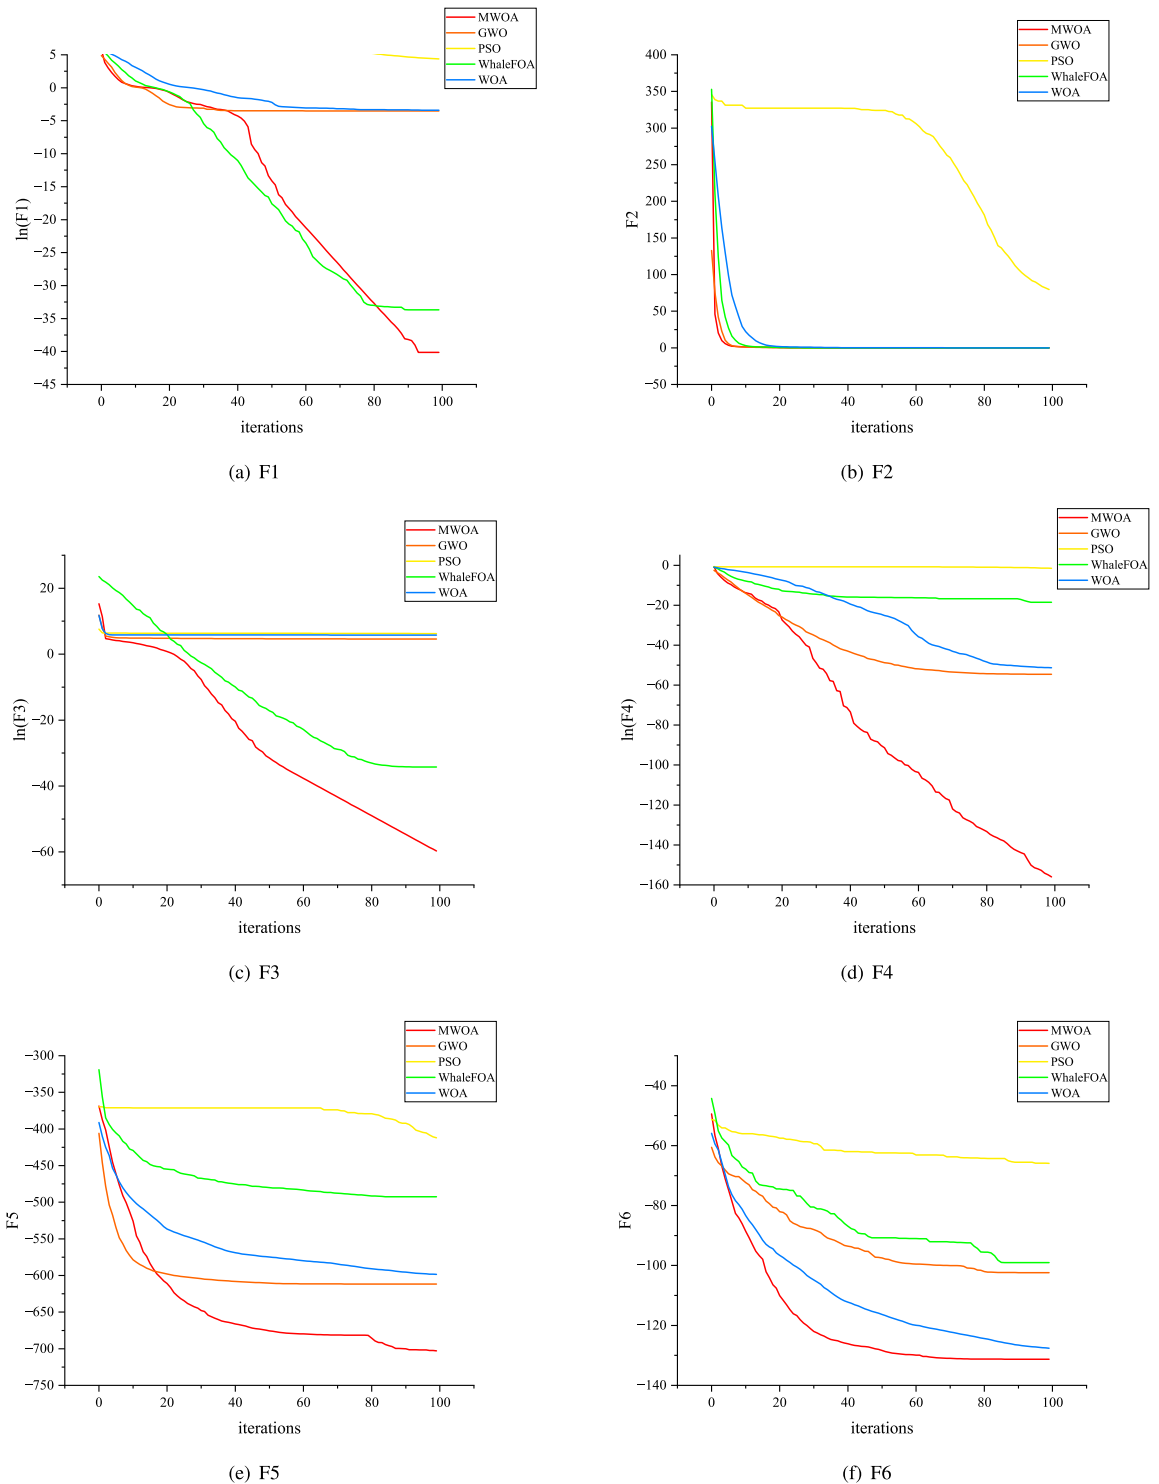 MWOA
GWO
PSO
WhaleFOA
WOA
5
0
−5
−10
−15
−20
−25
−30
−35
−40
−45
ln(F1)
0 20 40 60 80 100
iterations
(a) F1
MWOA
GWO
PSO
WhaleFOA
WOA
400
350
300
250
200
150
100
50
0
−50
F2
0 20 40 60 80 100
iterations
(b) F2
MWOA
GWO
PSO
WhaleFOA
WOA
20
0
−20
−40
−60
ln(F3)
0 20 40 60 80 100
iterations
(c) F3
MWOA
GWO
PSO
WhaleFOA
WOA
0
−20
−40
−60
−80
−100
−120
−140
−160
ln(F4)
0 20 40 60 80 100
iterations
(d) F4
MWOA
GWO
PSO
WhaleFOA
WOA
−300
−350
−400
−450
−500
−550
−600
−650
−700
−750
F5
0 20 40 60 80 100
iterations
(e) F5
MWOA
GWO
PSO
WhaleFOA
WOA
−40
−60
−80
−100
−120
−140
F6
0 20 40 60 80 100
iterations
(f) F6